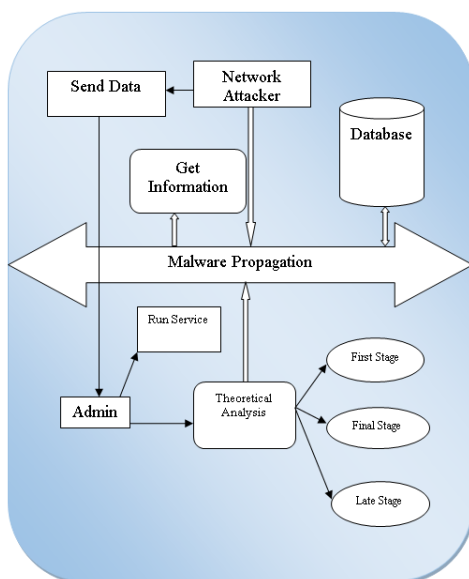 Send Data
Network
Attacker
Database
Get
Information
Malware Propagation
Run Service
First Stage
Admin
Theoretical
Analysis
Final Stage
Late Stage